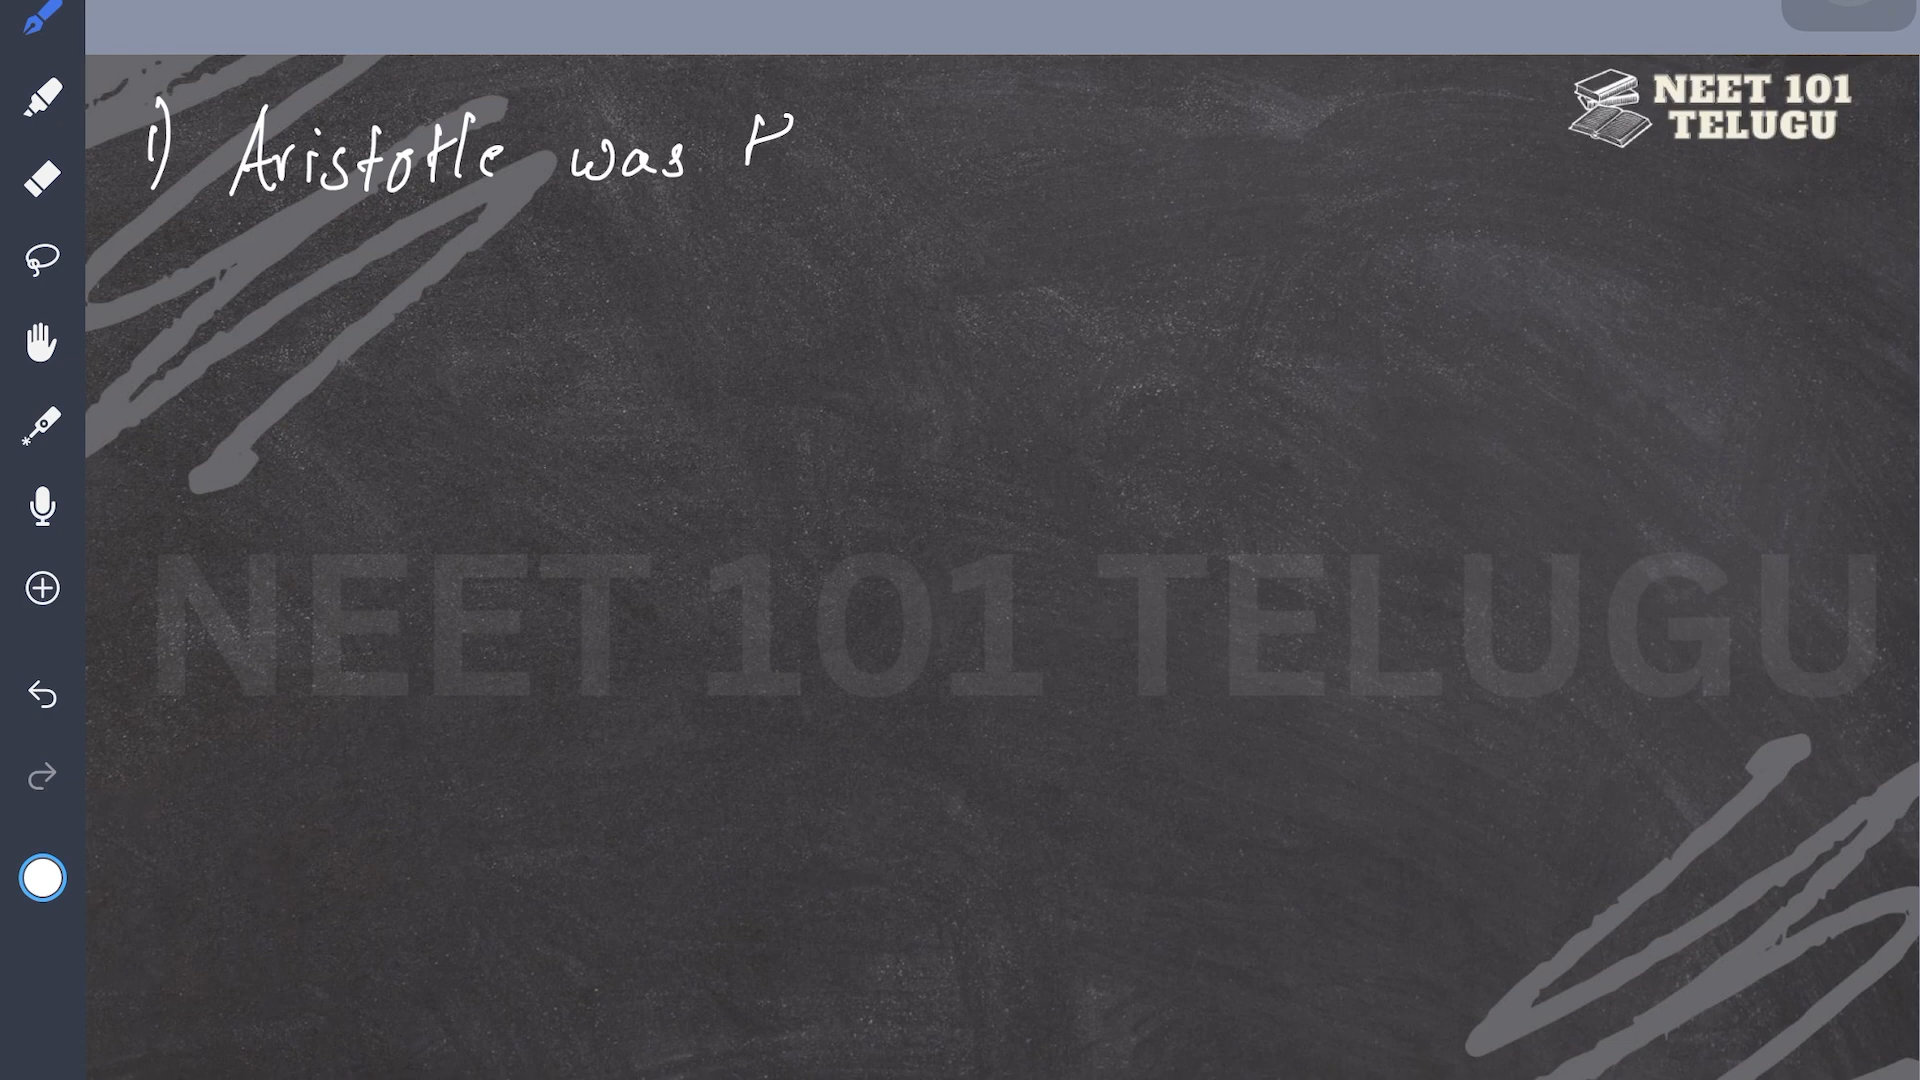 NEET 101
TELUGU
1) Aristotle was
NEET 101 TELUGU